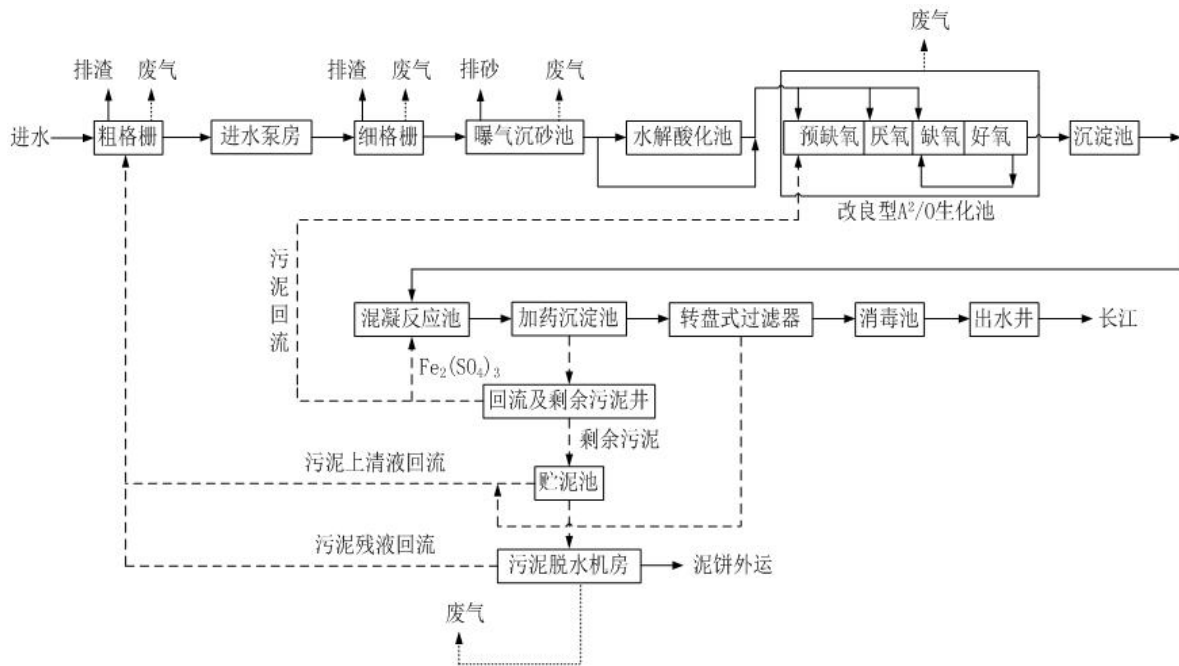 废气
排渣
废气
排渣
废气
排砂
废气
进水
粗格栅
进水泵房
细格栅
曝气沉砂池
水解酸化池
预缺氧
厌氧
缺氧
好氧
沉淀池
改良型A²/O生化池
污泥回流
混凝反应池
加药沉淀池
转盘式过滤器
消毒池
出水井
长江
Fe₂(SO₄)₃
回流及剩余污泥井
剩余污泥
污泥上清液回流
贮泥池
污泥残液回流
污泥脱水机房
泥饼外运
废气